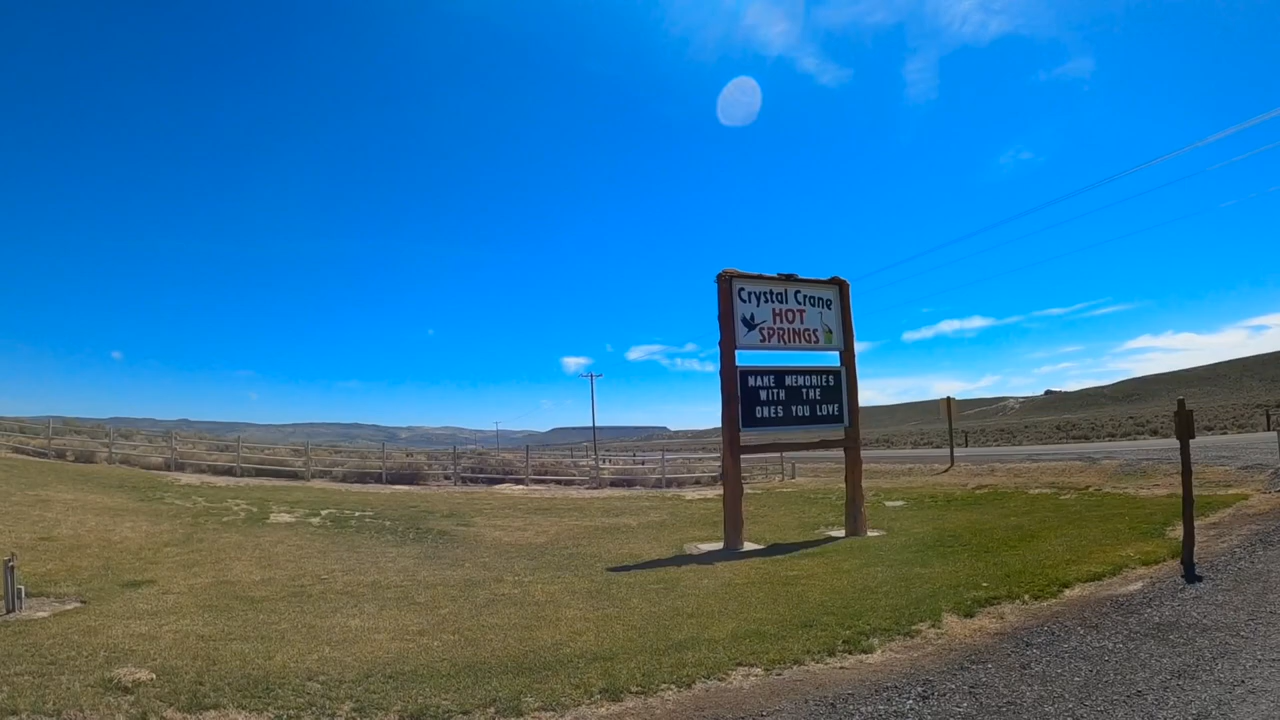 Crystal Crane
HOT
SPRINGS
MAKE MEMORIES
WITH THE
ONES YOU LOVE